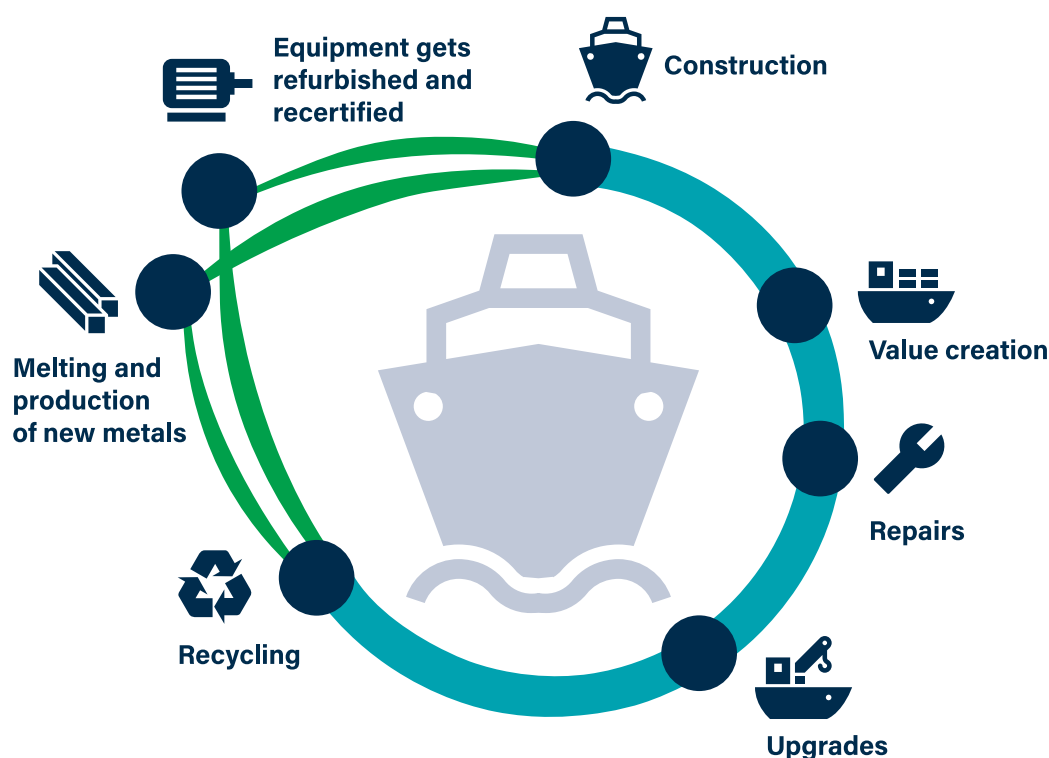 Equipment gets
refurbished and
recertified
Construction
Value creation
Repairs
Upgrades
Recycling
Melting and
production
of new metals